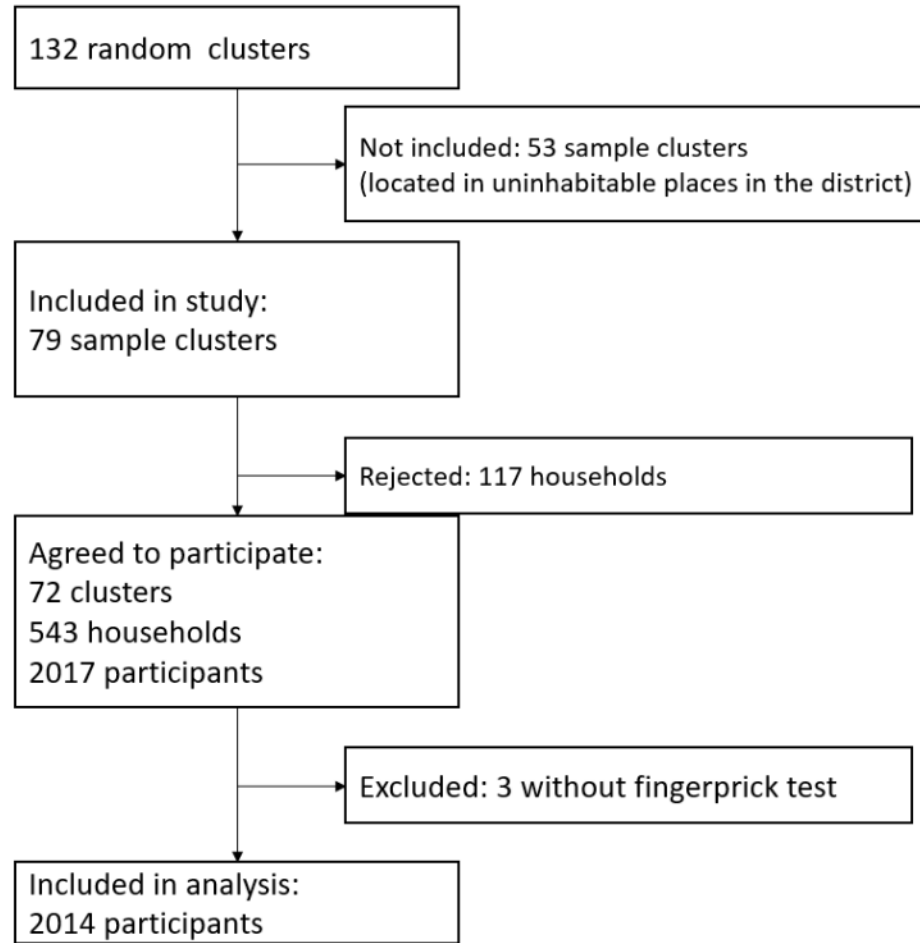 132 random clusters
Not included: 53 sample clusters
(located in uninhabitable places in the district)
Included in study:
79 sample clusters
Rejected: 117 households
Agreed to participate:
72 clusters
543 households
2017 participants
Excluded: 3 without fingerprick test
Included in analysis:
2014 participants